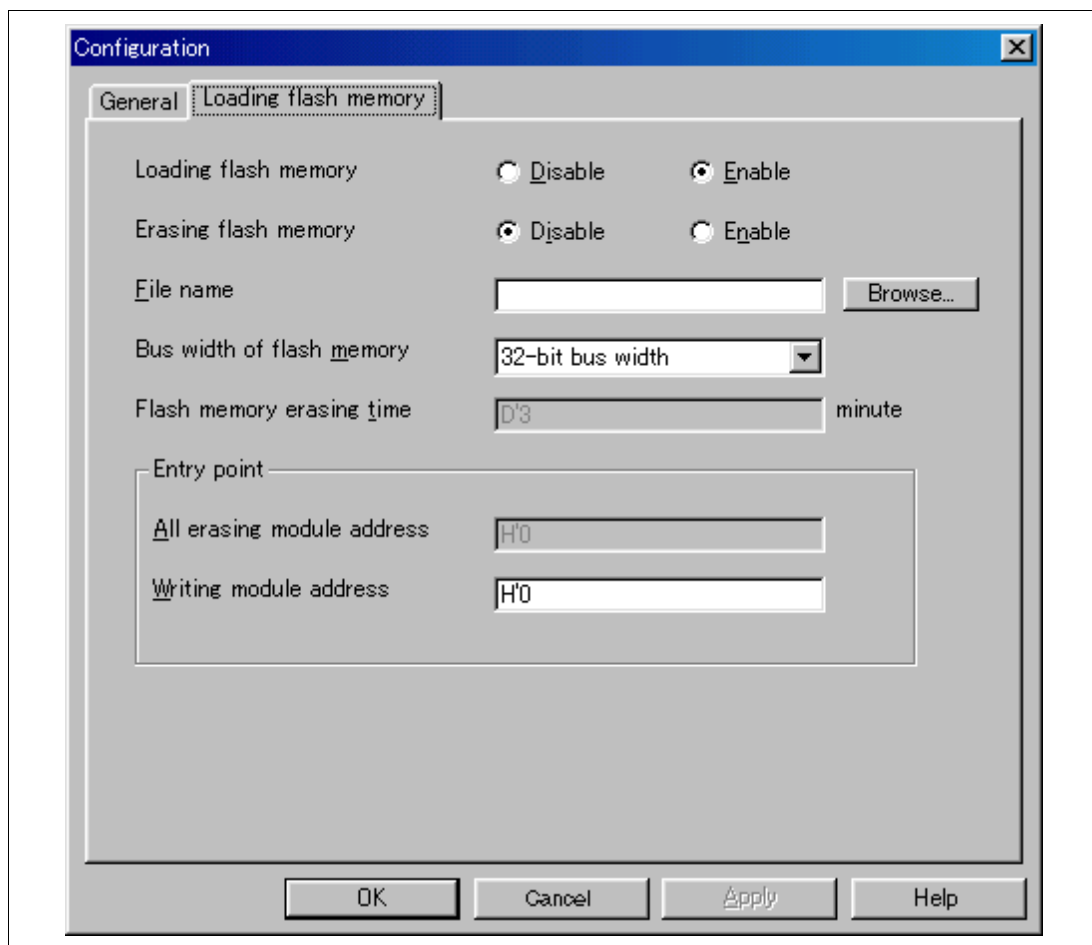 Configuration
General Loading flash memory
Loading flash memory Disable Enable
Erasing flash memory Disable Enable
File name Browse...
Bus width of flash memory 32-bit bus width
Flash memory erasing time D'3 minute
Entry point
All erasing module address H'0
Writing module address H'0
OK Cancel Apply Help